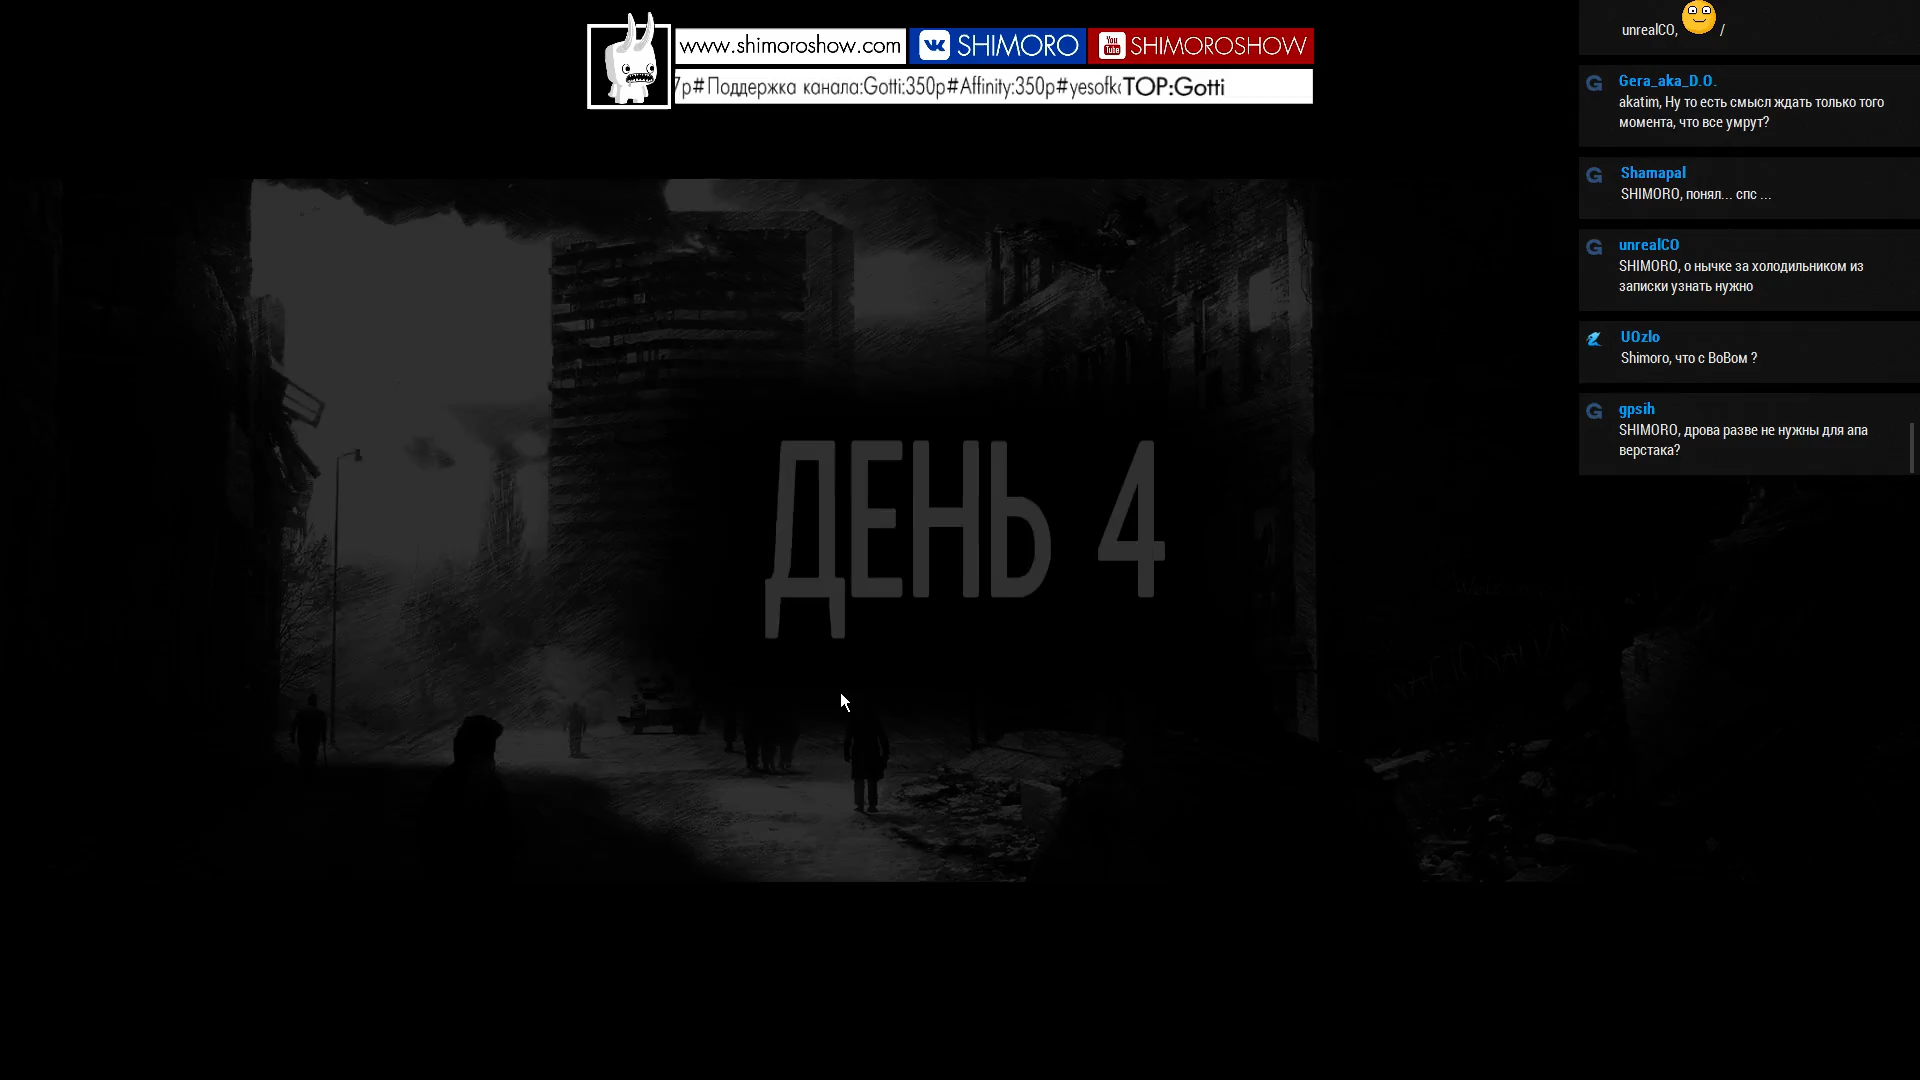 www.shimoroshow.com
SHIMORO
You Tube SHIMOROSHOW
7р#Поддержка канала:Gotti:350р#Affinity:350р#yesofk
TOP:Gotti
unrealCO, /
Gera_aka_D.O.
akatim, Ну то есть смысл ждать только того
момента, что все умрут?
Shamapal
SHIMORO, понял... спс ...
unrealCO
SHIMORO, о нычке за холодильником из
записки узнать нужно
UOzlo
Shimoro, что с ВоВом ?
gpsih
SHIMORO, дрова разве не нужны для апа
верстака?
ДЕНЬ 4